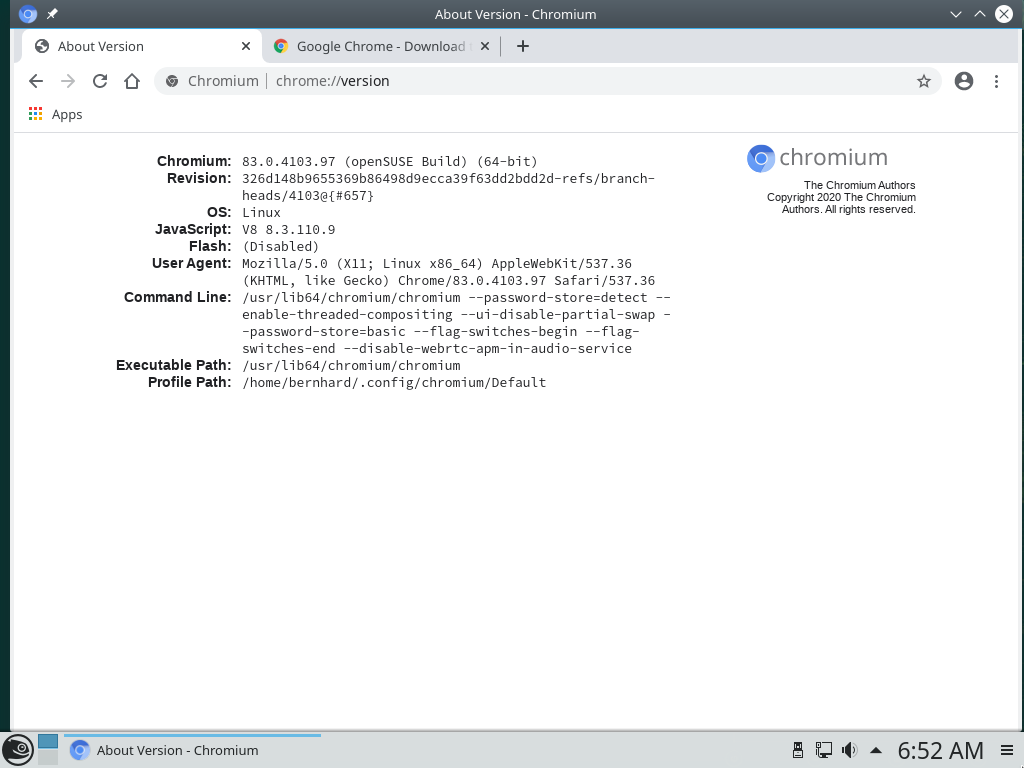 About Version - Chromium
About Version
Google Chrome - Download
Chromium | chrome://version
Apps
Chromium: 83.0.4103.97 (openSUSE Build) (64-bit)
Revision: 326d148b9655369b86498d9ecca39f63dd2bdd2d-refs/branch-
heads/4103@{#657}
OS: Linux
JavaScript: V8 8.3.110.9
Flash: (Disabled)
User Agent: Mozilla/5.0 (X11; Linux x86_64) AppleWebKit/537.36
(KHTML, like Gecko) Chrome/83.0.4103.97 Safari/537.36
Command Line: /usr/lib64/chromium/chromium --password-store=detect --
enable-threaded-compositing --ui-disable-partial-swap -
-password-store=basic --flag-switches-begin --flag-
switches-end --disable-webrtc-apm-in-audio-service
Executable Path: /usr/lib64/chromium/chromium
Profile Path: /home/bernhard/.config/chromium/Default
chromium
The Chromium Authors
Copyright 2020 The Chromium
Authors. All rights reserved.
About Version - Chromium
6:52 AM